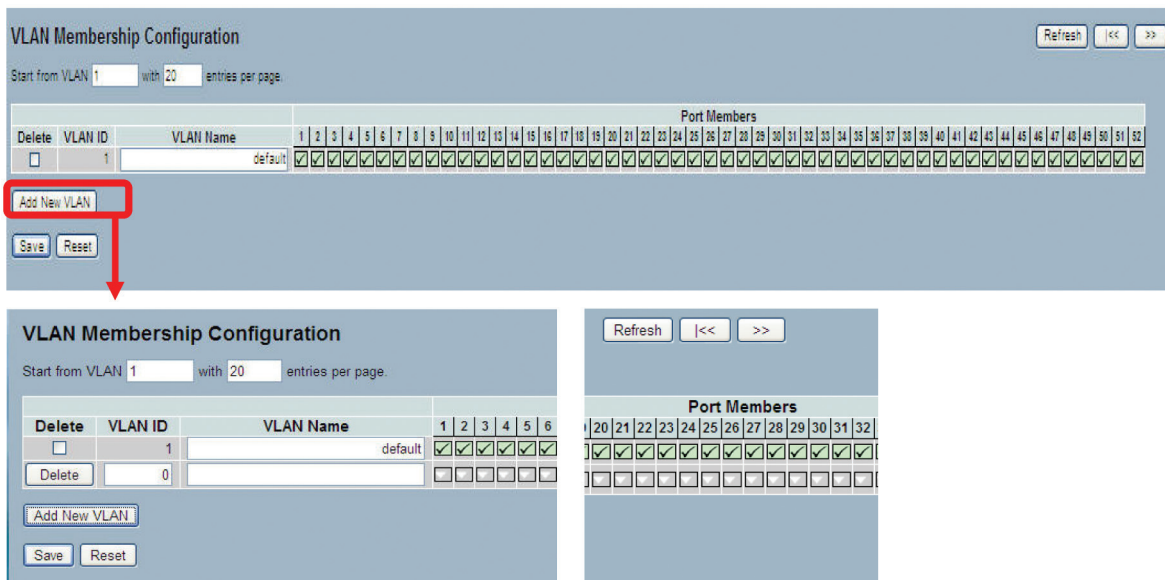 VLAN Membership Configuration
Refresh |<< >>
Start from VLAN 1 with 20 entries per page.
Port Members
Delete VLAN ID VLAN Name 1 2 3 4 5 6 7 8 9 10 11 12 13 14 15 16 17 18 19 20 21 22 23 24 25 26 27 28 29 30 31 32 33 34 35 36 37 38 39 40 41 42 43 44 45 46 47 48 49 50 51 52
1 default
Add New VLAN
Save Reset
VLAN Membership Configuration
Start from VLAN 1 with 20 entries per page.
Delete VLAN ID VLAN Name 1 2 3 4 5 6
1 default
Delete 0
Add New VLAN
Save Reset
Refresh |<< >>
Port Members
20 21 22 23 24 25 26 27 28 29 30 31 32